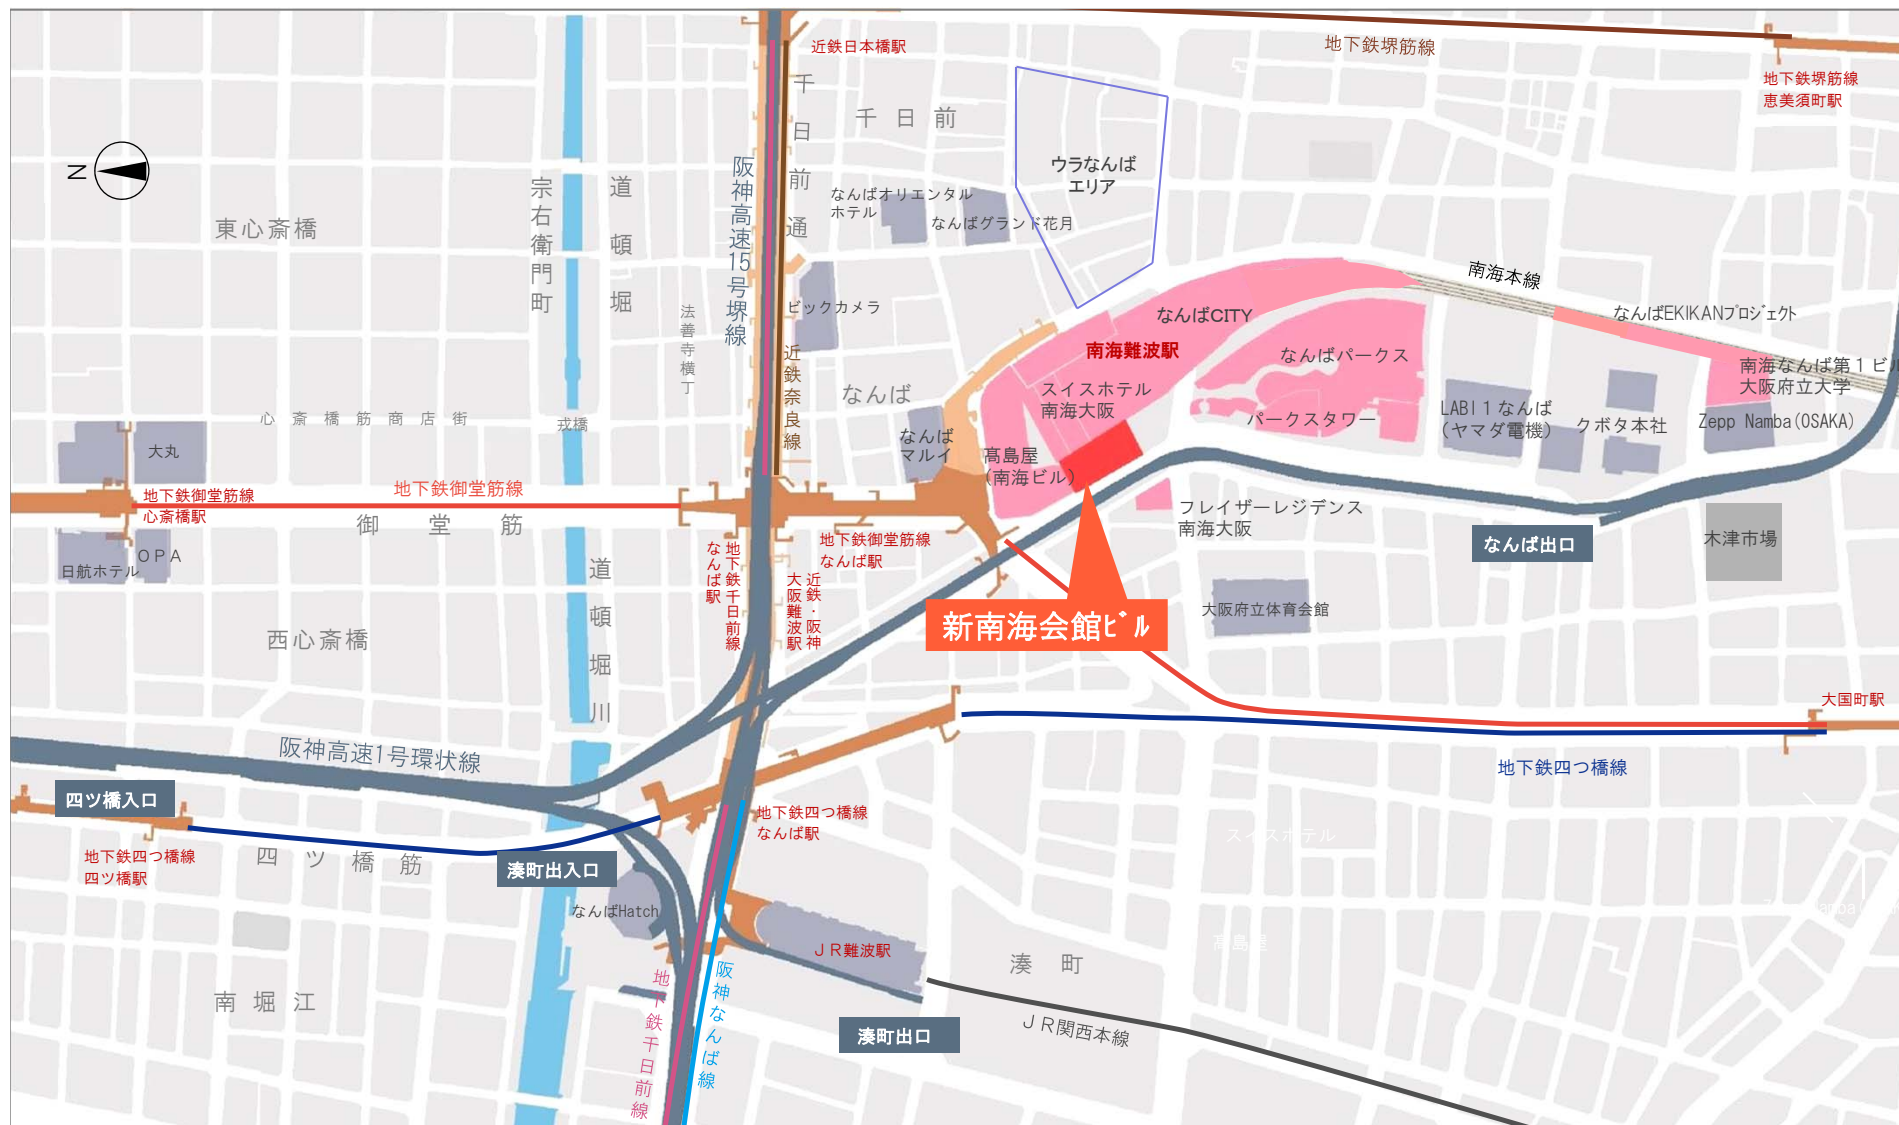 近鉄日本橋駅
地下鉄堺筋線
地下鉄堺筋線
恵美須町駅
千日前通
千日前
N
ウラなんば
エリア
阪神高速15号堺線
宗右衛門町
道頓堀
なんばオリエンタル
ホテル
なんばグランド花月
東心斎橋
南海本線
法善寺横丁
ビックカメラ
なんばCITY
なんばEKIKANプロジェクト
近鉄奈良線
南海難波駅
なんばパークス
南海なんば第1ビル
大阪府立大学
なんば
スイスホテル
南海大阪
心斎橋筋商店街
戎橋
パークスタワー
LABI1なんば
(ヤマダ電機)
クボタ本社
Zepp Namba(OSAKA)
なんば
マルイ
大丸
髙島屋
(南海ビル)
地下鉄御堂筋線
心斎橋駅
地下鉄御堂筋線
御堂筋
フレイザーレジデンス
南海大阪
なんば出口
木津市場
OPA
日航ホテル
地下鉄千日前線
なんば駅
地下鉄御堂筋線
なんば駅
近鉄・阪神
大阪難波駅
道頓堀川
新南海会館ビル
大阪府立体育会館
西心斎橋
大国町駅
阪神高速1号環状線
地下鉄四つ橋線
四ツ橋入口
地下鉄四つ橋線
なんば駅
スイスホテル
地下鉄四つ橋線
四ツ橋駅
四ツ橋筋
湊町出入口
なんばHatch
JR難波駅
髙島屋
湊町
南堀江
地下鉄千日前線
阪神なんば線
湊町出口
JR関西本線